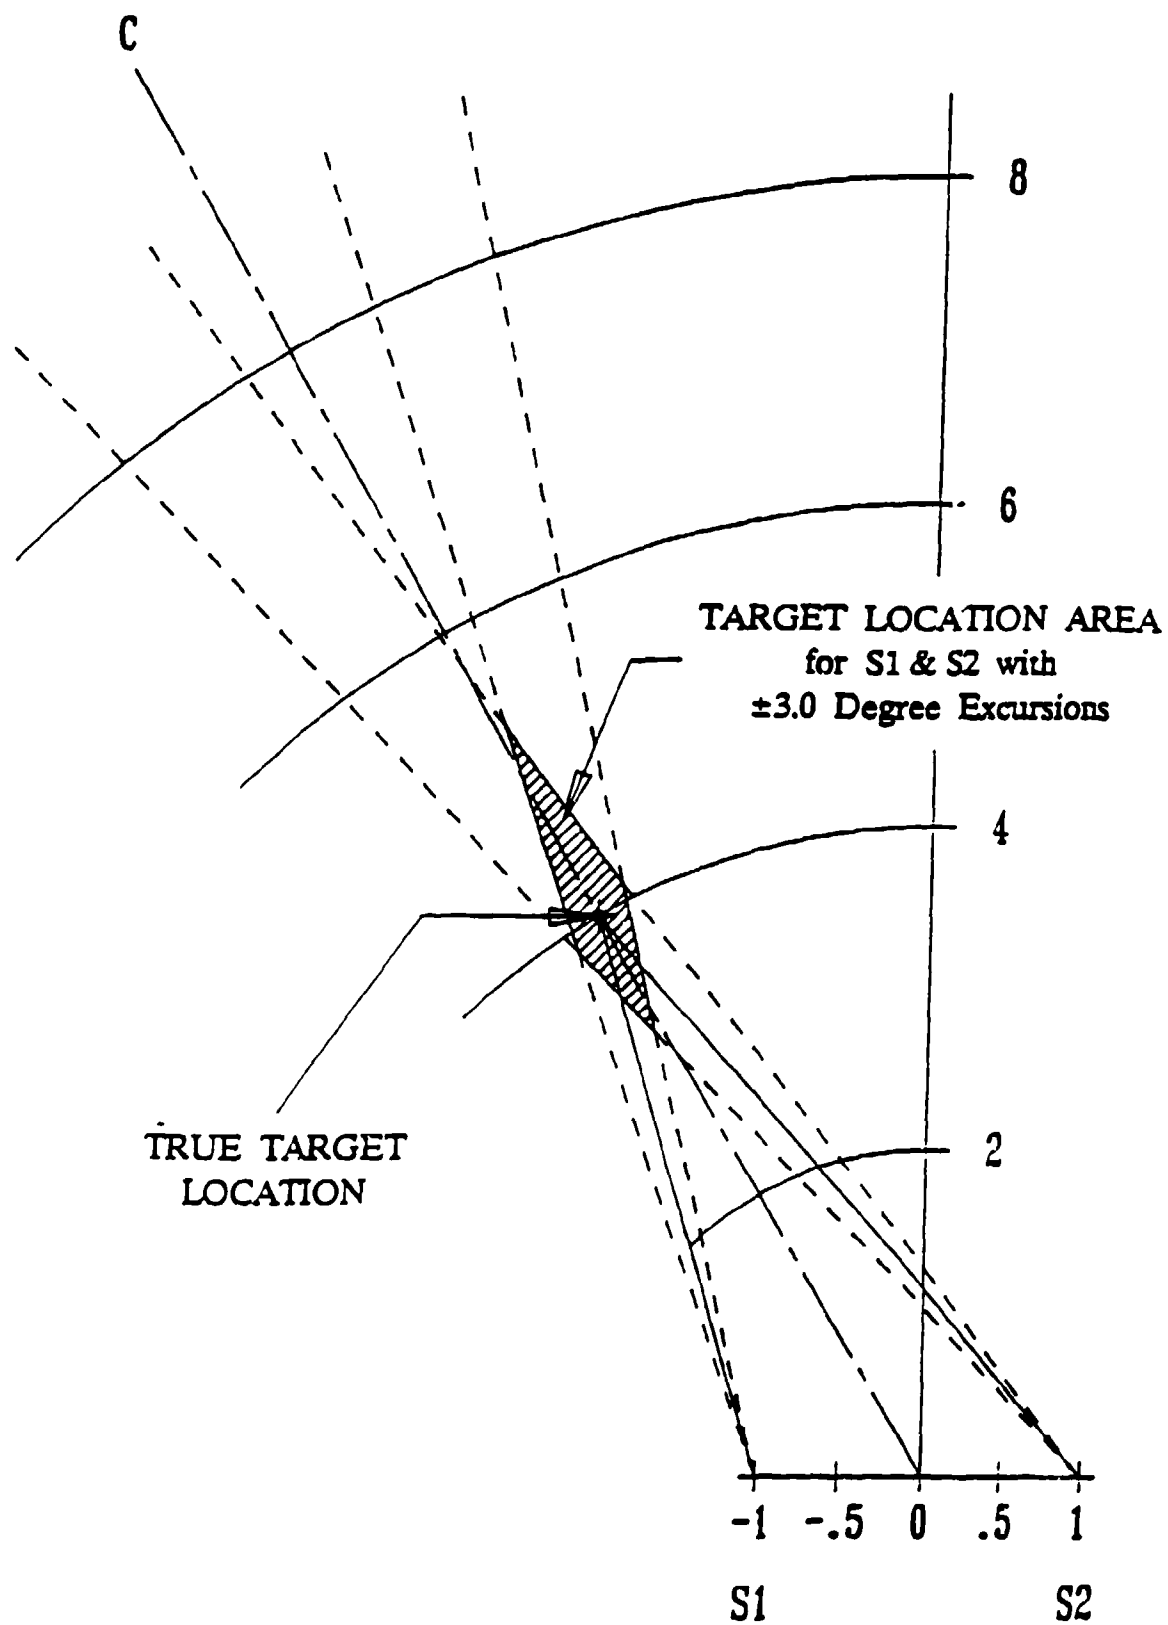 C
8
6
TARGET LOCATION AREA
for S1 & S2 with
±3.0 Degree Excursions
4
TRUE TARGET
LOCATION
2
-1 -.5 0 .5 1
S1 S2